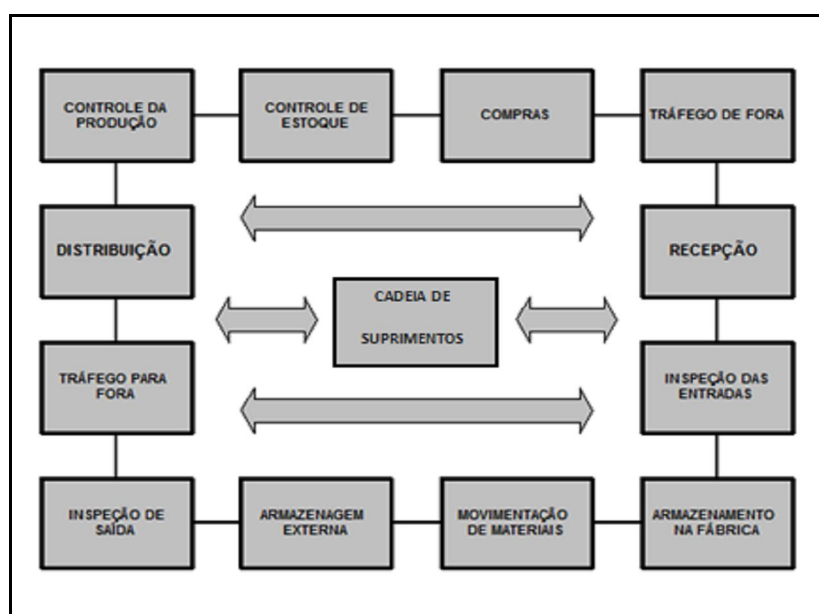 CONTROLE DA
PRODUÇÃO
CONTROLE DE
ESTOQUE
COMPRAS
TRÁFEGO DE FORA
DISTRIBUIÇÃO
RECEPÇÃO
CADEIA DE
SUPRIMENTOS
TRÁFEGO PARA
FORA
INSPEÇÃO DAS
ENTRADAS
INSPEÇÃO DE
SAÍDA
ARMAZENAGEM
EXTERNA
MOVIMENTAÇÃO
DE MATERIAIS
ARMAZENAMENTO
NA FÁBRICA